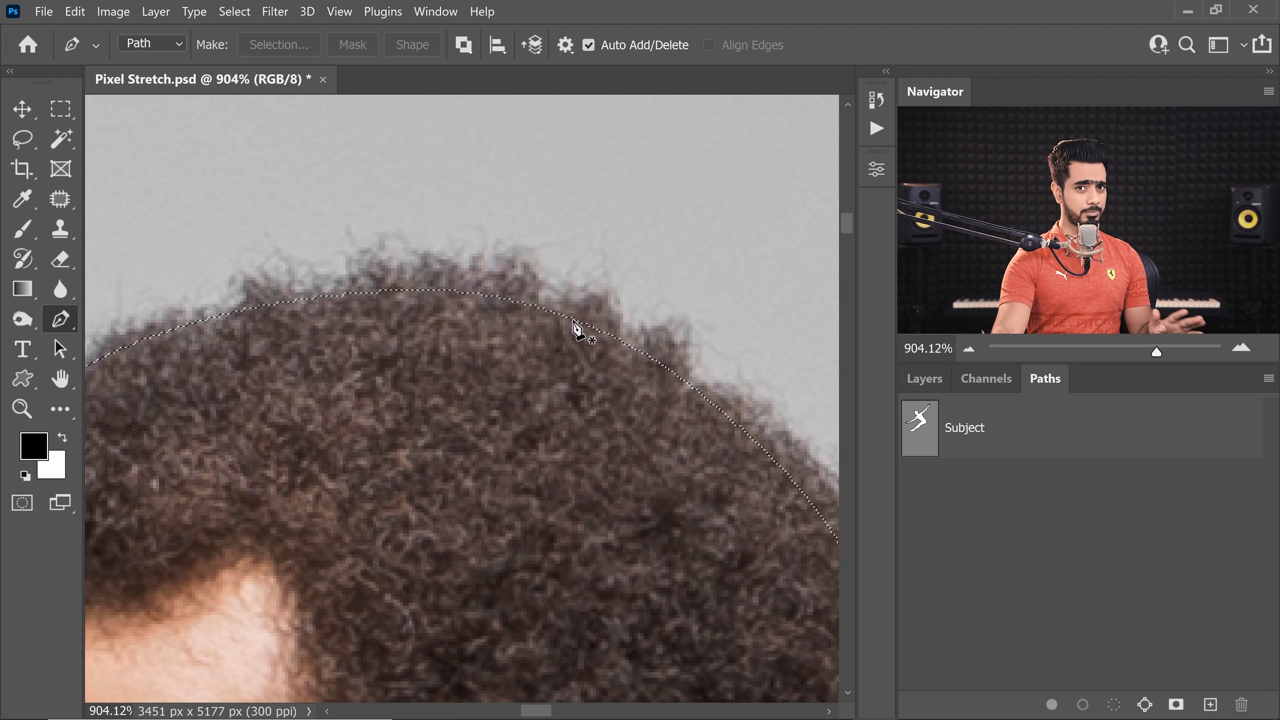 Ps File Edit Image Layer Type Select Filter 3D View Plugins Window Help
Path Make: Selection... Mask Shape Auto Add/Delete Align Edges
Pixel Stretch.psd @ 904% (RGB/8) * ×
Navigator
904.12%
Layers Channels Paths
Subject
904.12% 3451 px x 5177 px (300 ppi)